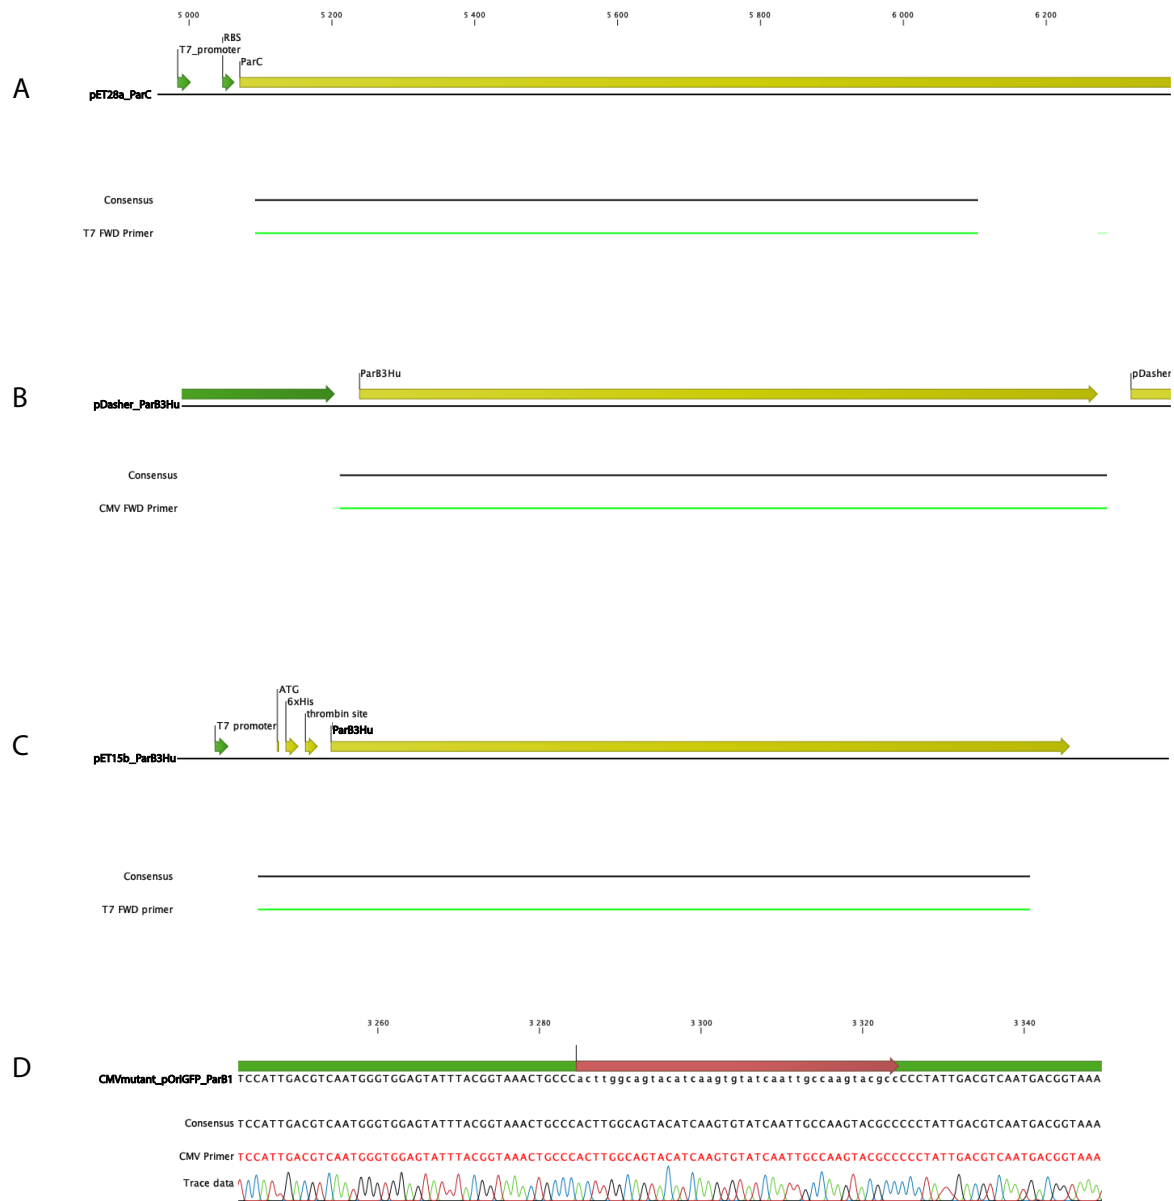 5 000 5 200 5 400 5 600 5 800 6 000 6 200
RBS
T7_promoter
ParC
A
pET28a_ParC
Consensus
T7 FWD Primer
ParB3Hu pDasher
B
pDasher_ParB3Hu
Consensus
CMV FWD Primer
ATG
6xHis
thrombin site
T7 promoter ParB3Hu
C
pET15b_ParB3Hu
Consensus
T7 FWD primer
3 260 3 280 3 300 3 320 3 340
D
CMVmutant_pOriGFP_ParB1 TCCATTGACGTCAATGGGTGGAGTATTTACGGTAAACTGCCCacttggcagtacatcaagtgtatcaattgccaagtacgccCCCTATTGACGTCAATGACGGTAAA
Consensus TCCATTGACGTCAATGGGTGGAGTATTTACGGTAAACTGCCCACTTGGCAGTACATCAAGTGTATCAATTGCCAAGTACGCCCCCTATTGACGTCAATGACGGTAAA
CMV Primer TCCATTGACGTCAATGGGTGGAGTATTTACGGTAAACTGCCCACTTGGCAGTACATCAAGTGTATCAATTGCCAAGTACGCCCCCTATTGACGTCAATGACGGTAAA
Trace data